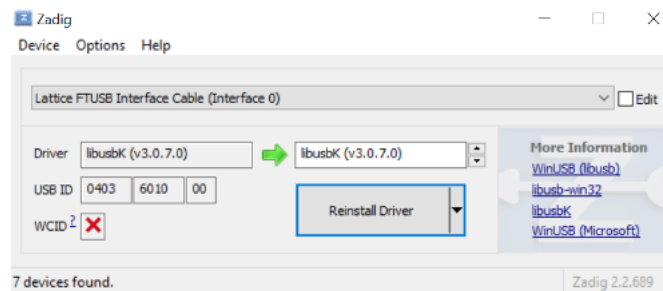 Zadig
Device Options Help
Lattice FTUSB Interface Cable (Interface 0)
Edit
Driver libusbK (v3.0.7.0) libusbK (v3.0.7.0)
USB ID 0403 6010 00
WCID ?
Reinstall Driver
More Information
WinUSB (libusb)
libusb-win32
libusbK
WinUSB (Microsoft)
7 devices found.
Zadig 2.2.689